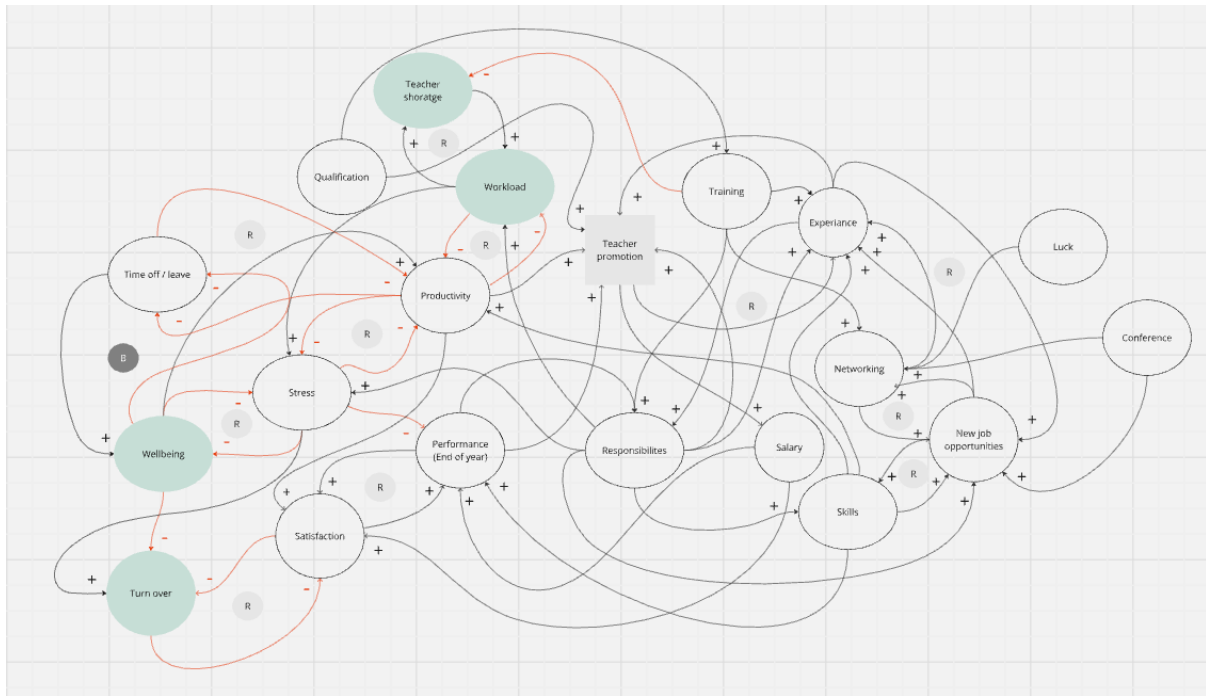 Teacher
shoratge
+
-
+
R
+
+
Qualification
Workload
Training
+
Experiance
+
+
R
-
R
-
+
Teacher
promotion
+
+
+
+
+
Luck
R
Time off / leave
-
+
-
Productivity
+
+
R
-
-
R
-
+
+
Networking
Conference
B
+
Stress
+
+
+
R
+
-
R
-
-
+
+
+
+
+
Wellbeing
Performance
(End of year)
Responsibilites
Salary
New job
opportunities
+
-
+
+
R
+
+
+
+
R
+
+
+
+
Skills
Satisfaction
+
-
+
-
Turn over
R
-